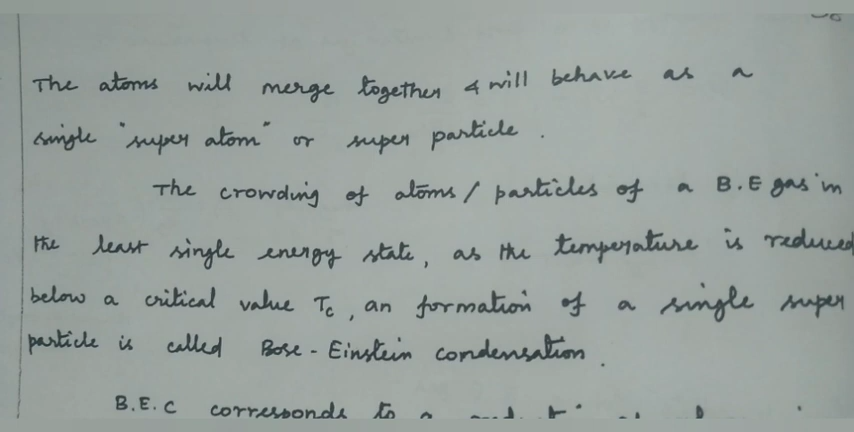 The atoms will merge together & will behave as a
single "super atom" or super particle.
The crowding of atoms / particles of a B.E gas in
the least single energy state, as the temperature is reduced
below a critical value Tc, an formation of a single super
particle is called Bose - Einstein condensation.
B.E.C corresponds to a